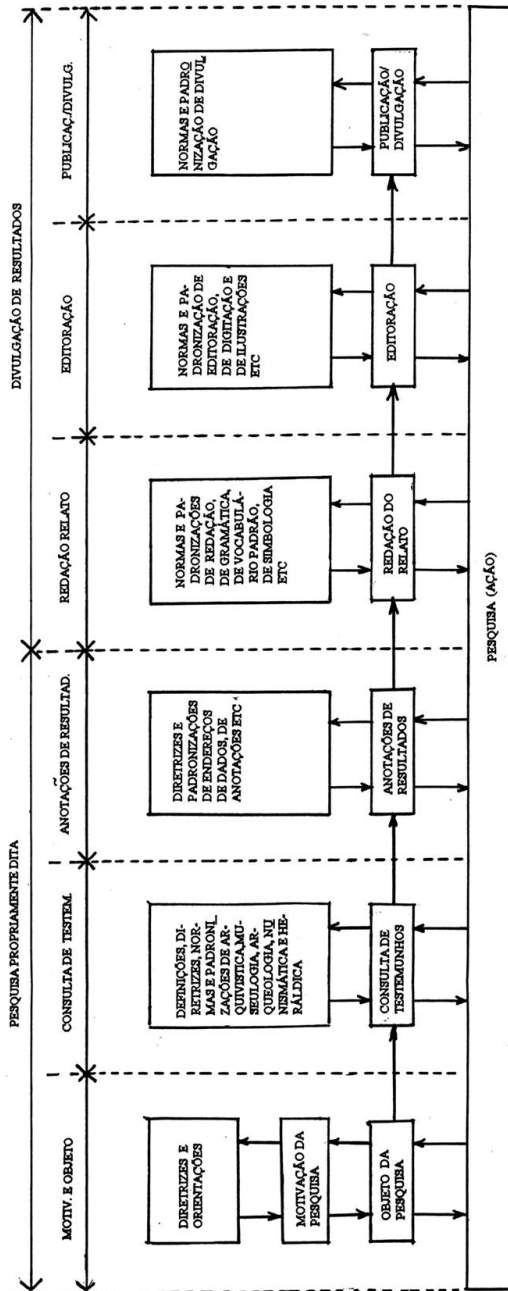 PESQUISA PROPRIAMENTE DITA
DIVULGAÇÃO DE RESULTADOS
MOTIV. E OBJETO
CONSULTA DE TESTEM.
ANOTAÇÕES DE RESULTAD.
REDAÇÃO RELATO
EDITORAÇÃO
PUBLICAÇ./DIVULG.
DIRETRIZES E
ORIENTAÇÕES
MOTIVAÇÃO DA
PESQUISA
OBJETO DA
PESQUISA
DEFINIÇÕES, DI-
RETRIZES, NOR-
MAS E PADRONI
ZAÇÕES DE AR-
QUIVISTICA,MU-
SEULOGIA, AR-
QUEOLOGIA, NU
NISMÁTICA E HE-
RÁLDICA
CONSULTA DE
TESTEMUNHOS
DIRETRIZES E
PADRONIZAÇÕES
DE ENDEREÇOS
DE DADOS, DE
ANOTAÇÕES ETC
ANOTAÇÕES DE
RESULTADOS
NORMAS E PA-
DRONIZAÇÕES
DE REDAÇÃO,
DE GRAMÁTICA,
DE VOCABULÁ-
RIO PADRÃO,
DE SIMBOLOGIA
ETC
REDAÇÃO DO
RELATO
NORMAS E PA-
DRONIZAÇÃO DE
EDITORAÇÃO,
DE DIGITAÇÃO E
DE ILUSTRAÇÕES
ETC
EDITORAÇÃO
NORMAS E PADRO
NIZAÇÃO DE DIVUL
GAÇÃO
PUBLICAÇÃO/
DIVULGAÇÃO
PESQUISA (AÇÃO)